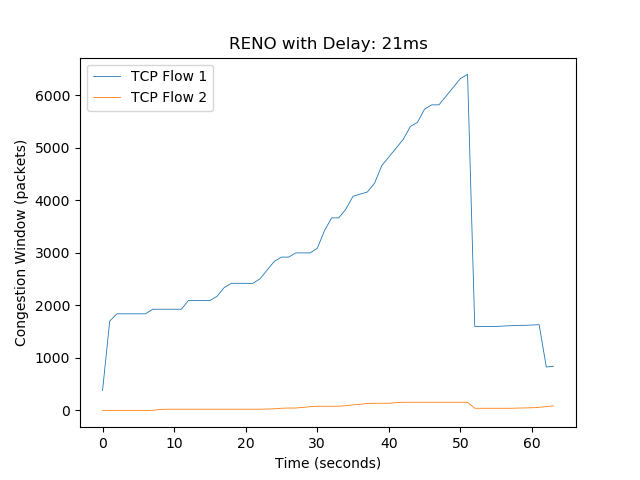 RENO with Delay: 21ms
TCP Flow 1
TCP Flow 2
Congestion Window (packets)
6000
5000
4000
3000
2000
1000
0
0 10 20 30 40 50 60
Time (seconds)